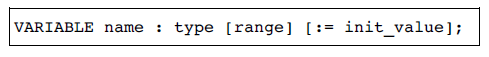 VARIABLE name : type [range] [:= init_value];